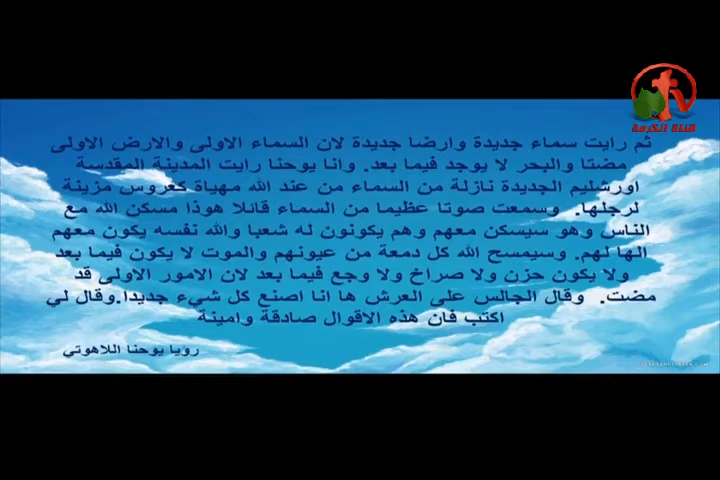 قناة الكرمة
ثم رايت سماء جديدة وارضا جديدة لان السماء الاولى والارض الاولى
مضتا والبحر لا يوجد فيما بعد. وانا يوحنا رايت المدينة المقدسة
اورشليم الجديدة نازلة من السماء من عند الله مهياة كعروس مزينة
لرجلها. وسمعت صوتا عظيما من السماء قائلا هوذا مسكن الله مع
الناس وهو سيسكن معهم وهم يكونون له شعبا والله نفسه يكون معهم
الها لهم. وسيمسح الله كل دمعة من عيونهم والموت لا يكون فيما بعد
ولا يكون حزن ولا صراخ ولا وجع فيما بعد لان الامور الاولى قد
مضت. وقال الجالس على العرش ها انا اصنع كل شيء جديدا.وقال لي
اكتب فان هذه الاقوال صادقة وامينة
رؤيا يوحنا اللاهوتي